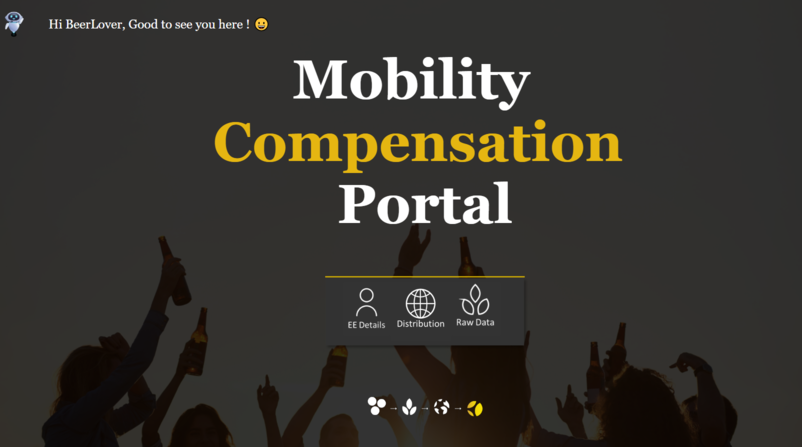 Hi BeerLover, Good to see you here ! 😀
Mobility
Compensation
Portal
EE Details
Distribution
Raw Data
→ → →